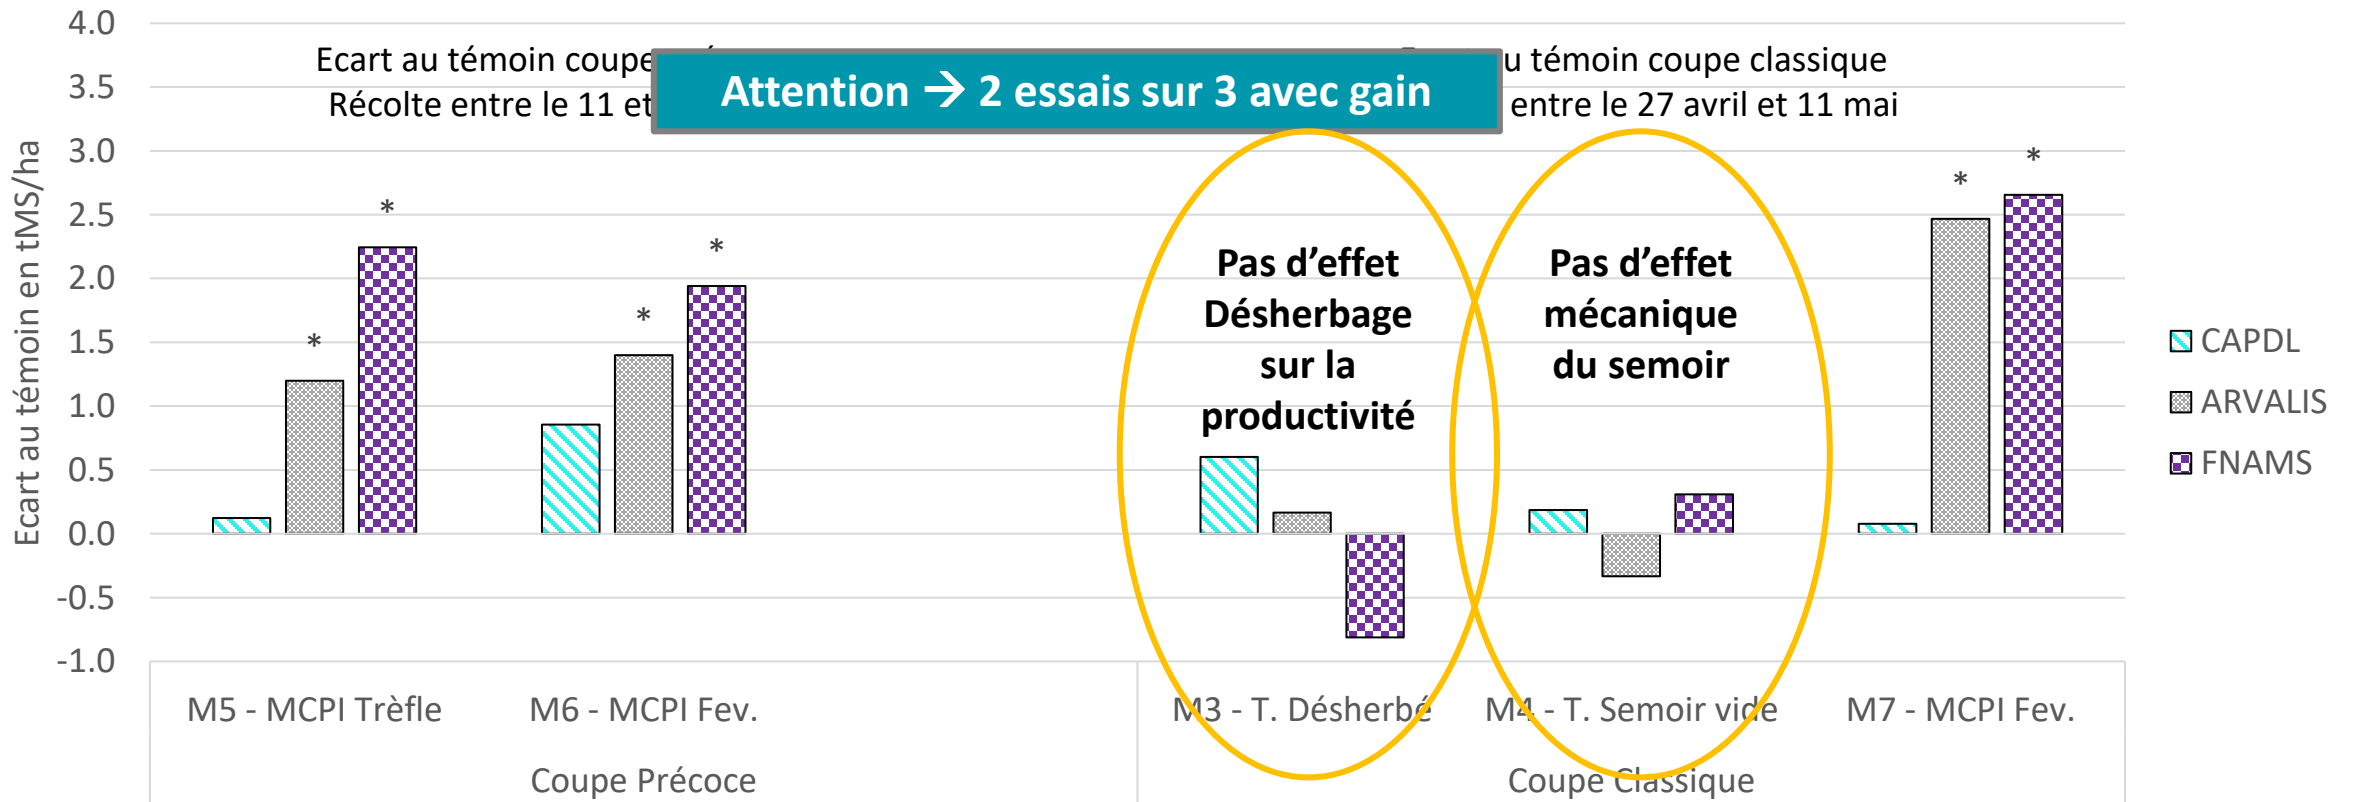 4.0
3.5
3.0
2.5
2.0
1.5
1.0
0.5
0.0
-0.5
-1.0
Ecart au témoin en tMS/ha
Ecart au témoin coupe
Récolte entre le 11 et
Attention → 2 essais sur 3 avec gain
u témoin coupe classique
entre le 27 avril et 11 mai
*
*
*
*
*
*
Pas d’effet
Désherbage
sur la
productivité
Pas d’effet
mécanique
du semoir
CAPDL
ARVALIS
FNAMS
M5 - MCPI Trèfle
M6 - MCPI Fev.
M3 - T. Désherbé
M4 - T. Semoir vide
M7 - MCPI Fev.
Coupe Précoce
Coupe Classique